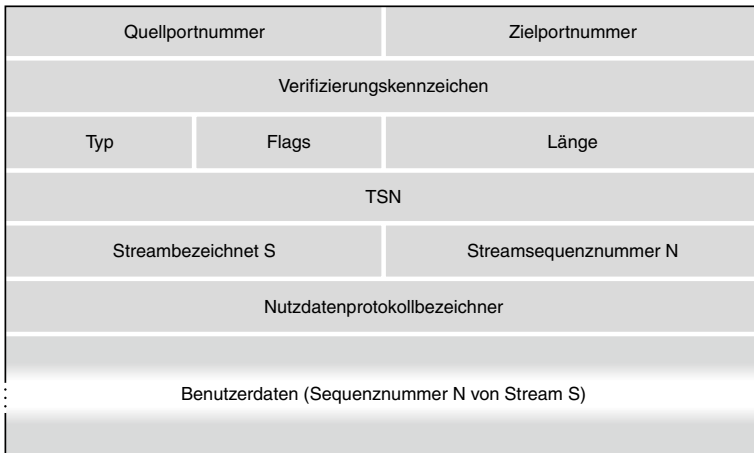 Quellportnummer Zielportnummer
Verifizierungskennzeichen
Typ Flags Länge
TSN
Streambezeichnet S Streamsequenznummer N
Nutzdatenprotokollbezeichner
Benutzerdaten (Sequenznummer N von Stream S)